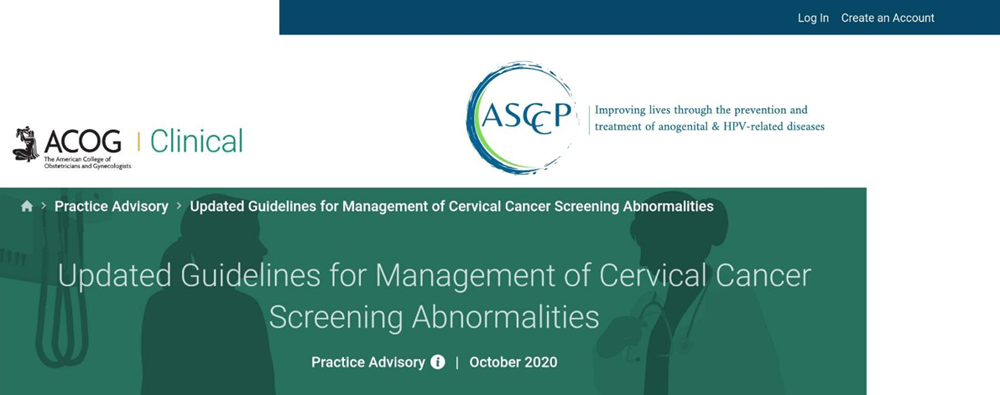 Log In Create an Account
ASCCP
Improving lives through the prevention and
treatment of anogenital & HPV-related diseases
ACOG Clinical
The American College of
Obstetricians and Gynecologists
Practice Advisory > Updated Guidelines for Management of Cervical Cancer Screening Abnormalities
Updated Guidelines for Management of Cervical Cancer
Screening Abnormalities
Practice Advisory i | October 2020